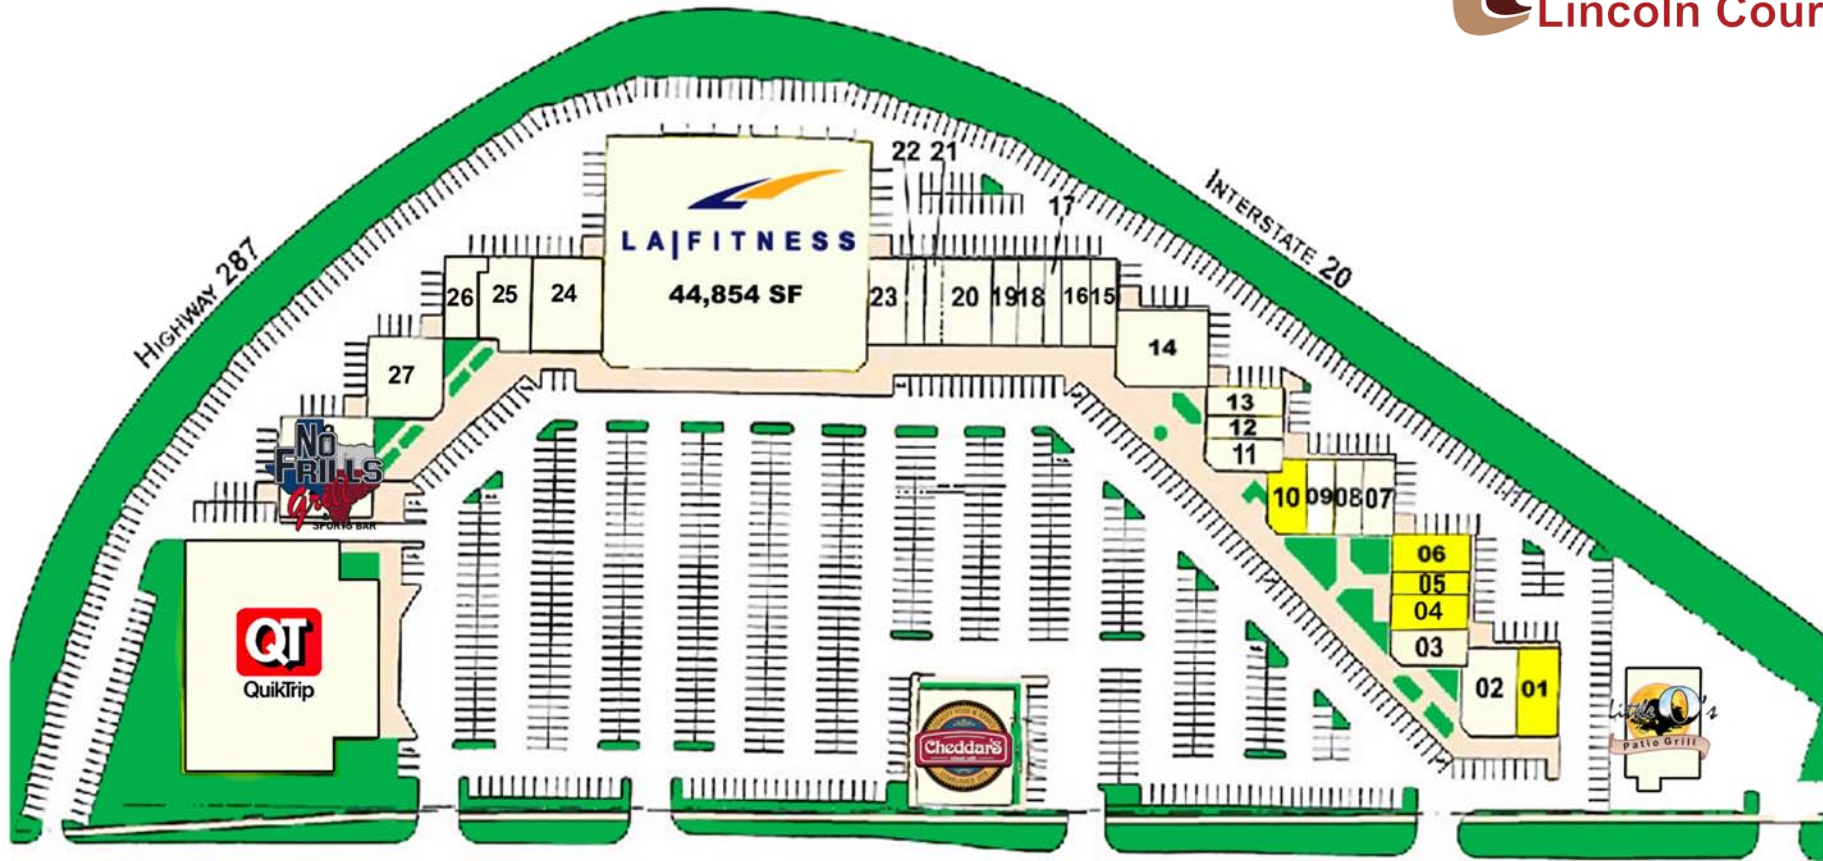 Lincoln Cour
22 21
17
INTERSTATE 20
HIGHWAY 287
LA FITNESS
44,854 SF
26 25 24
23 20 19 18 16 15
14
27
13
12
11
10 09 08 07
06
05
04
03
02 01
NO
FRILLS
Grill
SPORTS BAR
QT
QuikTrip
Cheddar's
Little O's
Patio Grill